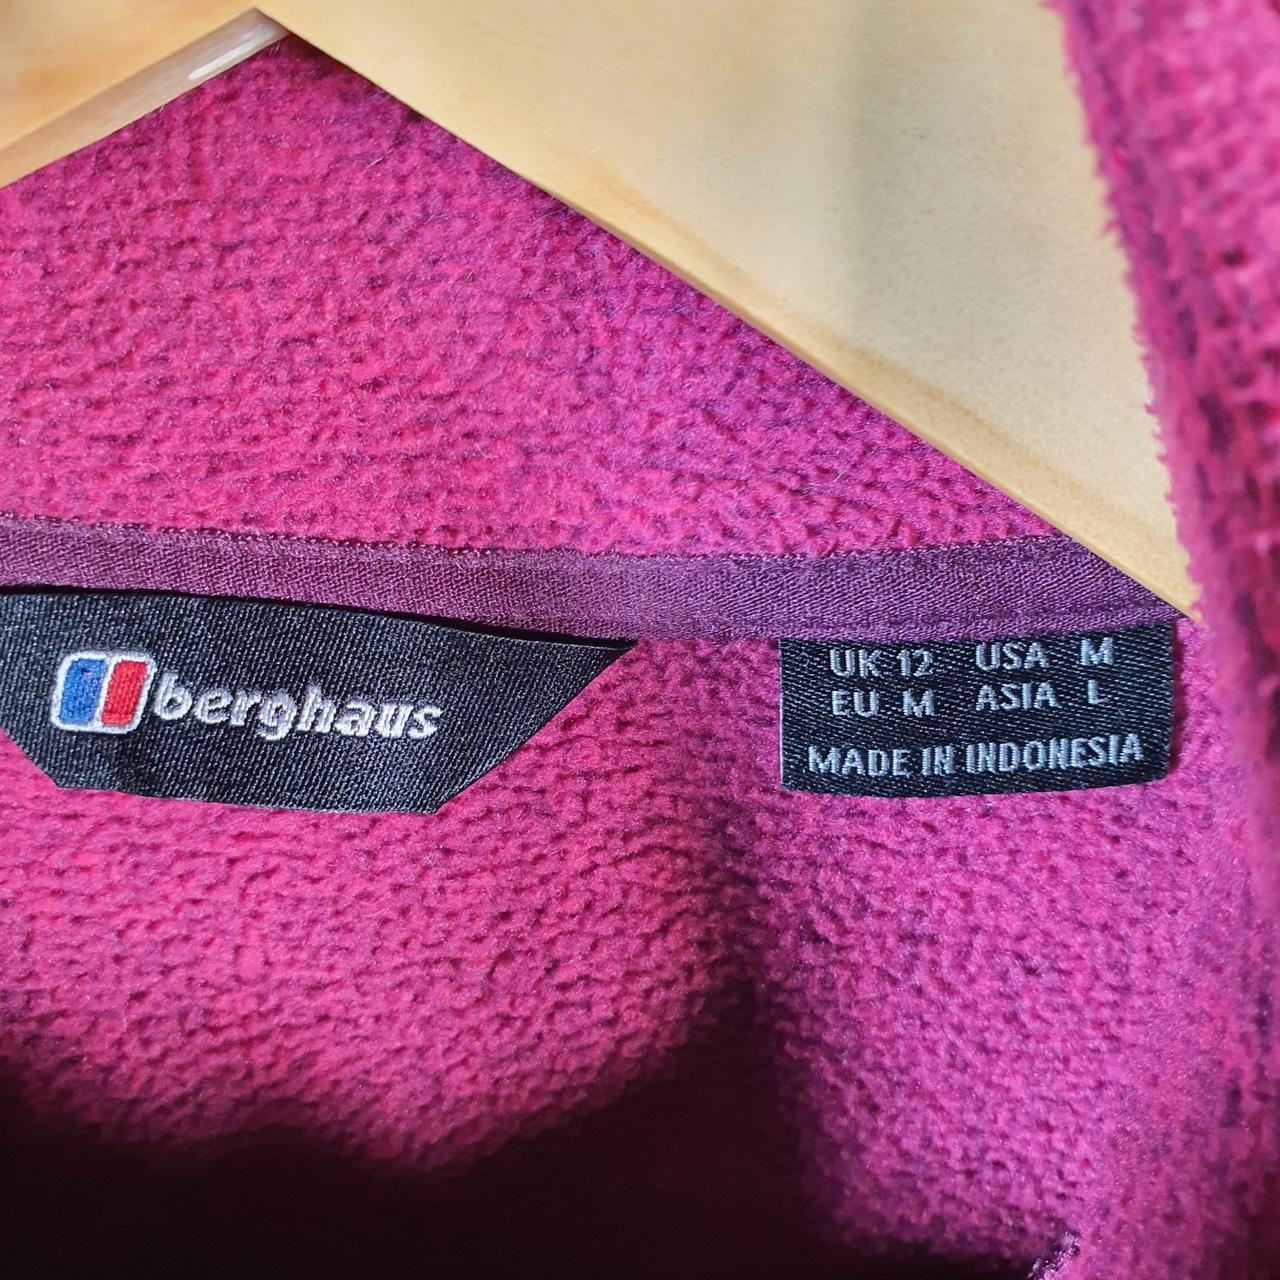 berghaus
UK 12 USA M
EU M ASIA L
MADE IN INDONESIA